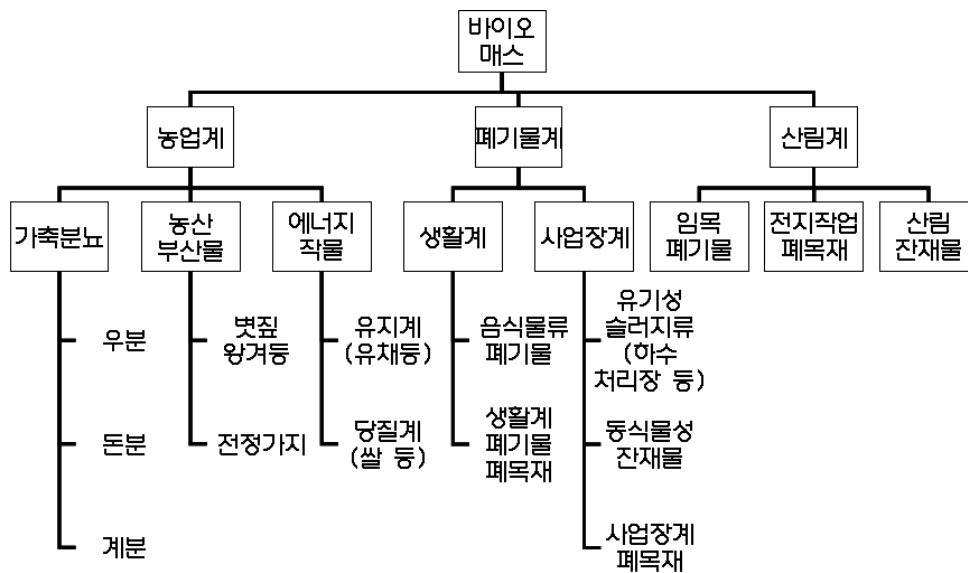 바이오
매스
농업계
폐기물계
산림계
가축분뇨
농산
부산물
에너지
작물
생활계
사업장계
임목
폐기물
전지작업
폐목재
산림
잔재물
우분
돈분
계분
볏짚
왕겨등
전정가지
유지계
(유채등)
당질계
(쌀 등)
음식물류
폐기물
생활계
폐기물
폐목재
유기성
슬러지류
(하수
처리장 등)
동식물성
잔재물
사업장계
폐목재